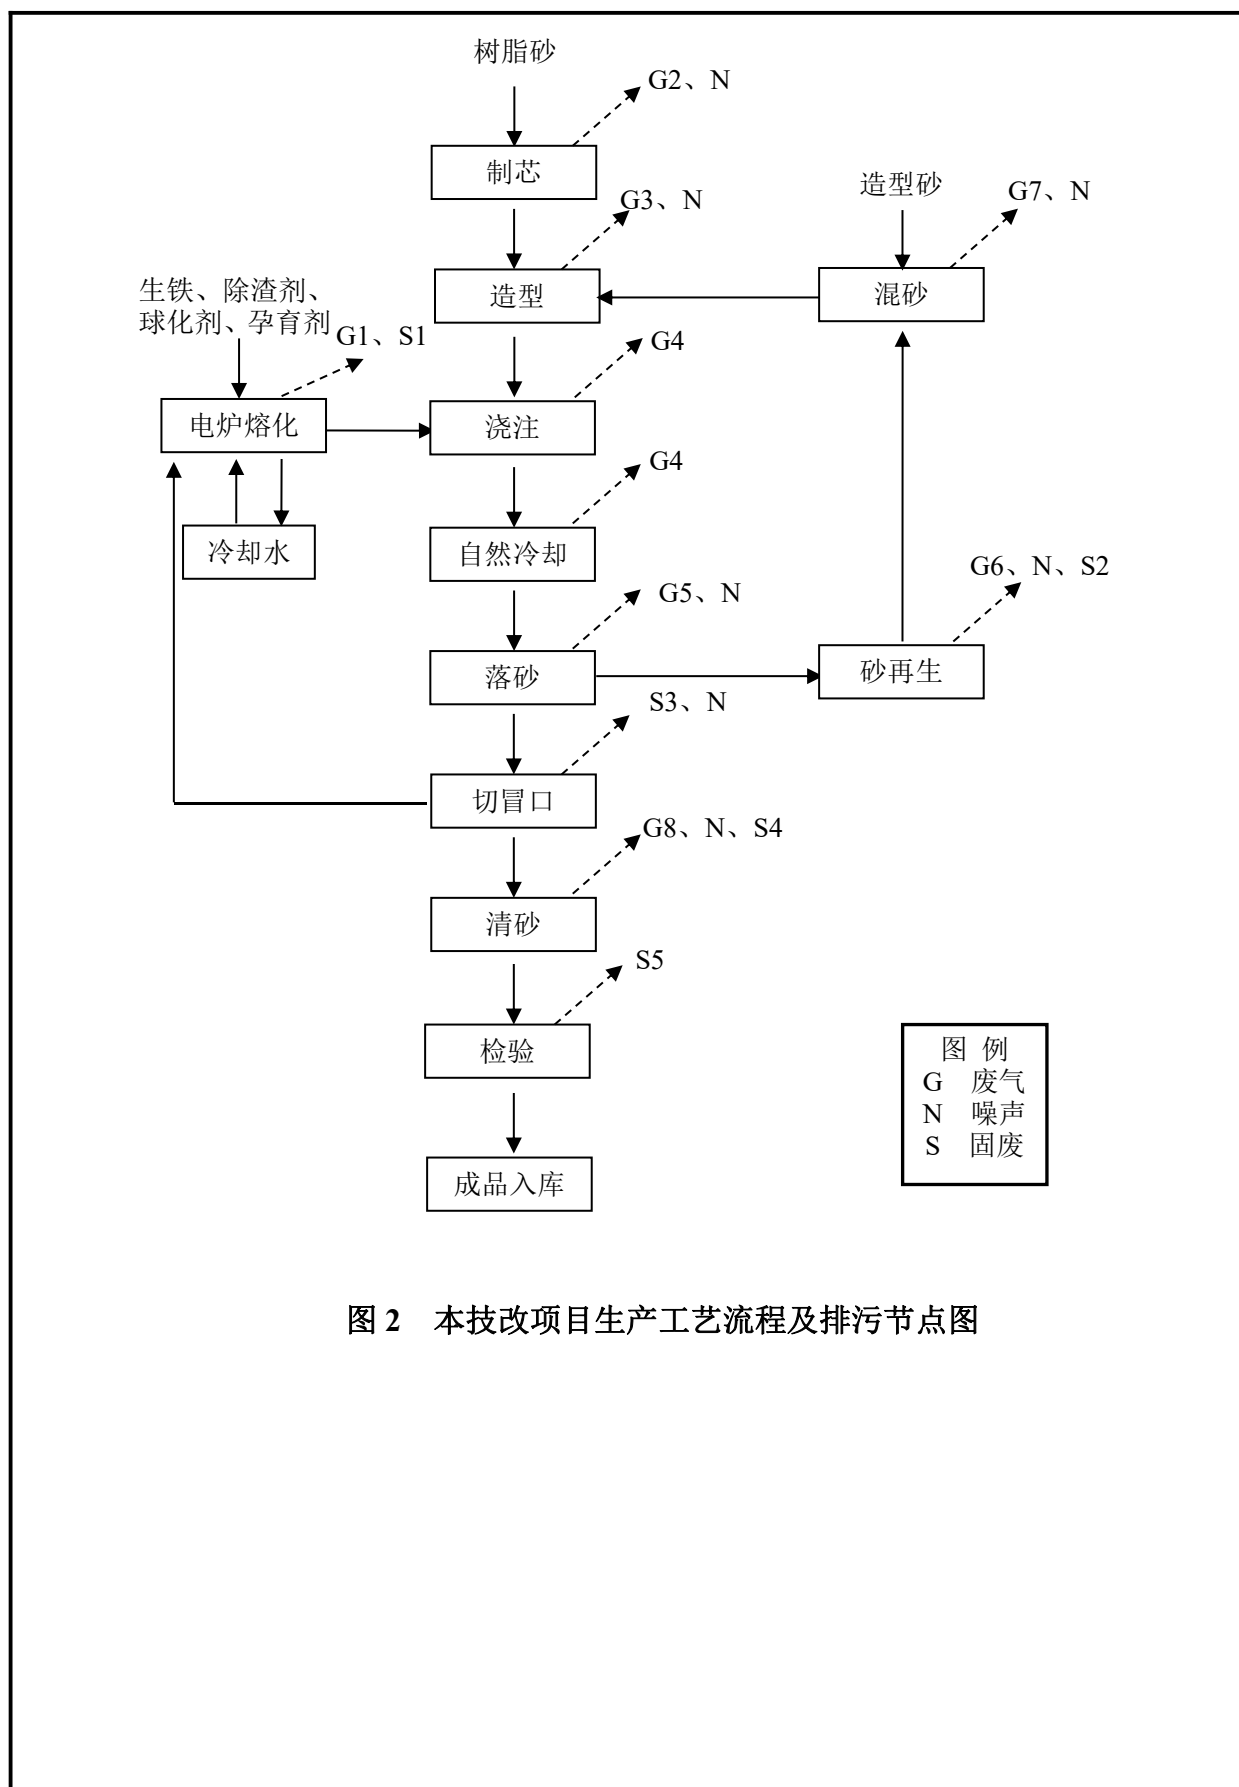 树脂砂
G2、N
制芯
造型砂
G7、N
G3、N
造型
混砂
生铁、除渣剂、
球化剂、孕育剂
G1、S1
G4
电炉熔化
浇注
G4
冷却水
自然冷却
G6、N、S2
G5、N
落砂
砂再生
S3、N
切冒口
G8、N、S4
清砂
S5
检验
图 例
G 废气
N 噪声
S 固废
成品入库
图 2 本技改项目生产工艺流程及排污节点图